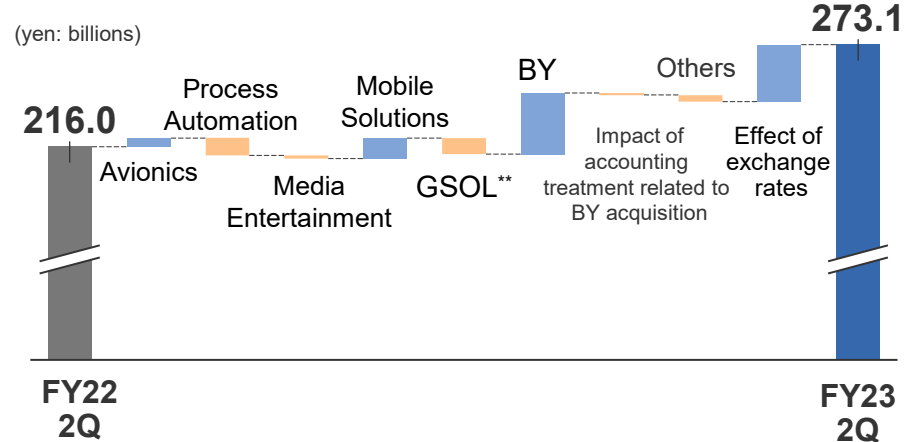 (yen: billions)
216.0
Avionics
Process
Automation
Media
Entertainment
Mobile
Solutions
GSOL**
BY
Impact of
accounting
treatment related to
BY acquisition
Others
Effect of
exchange
rates
273.1
FY22
2Q
FY23
2Q